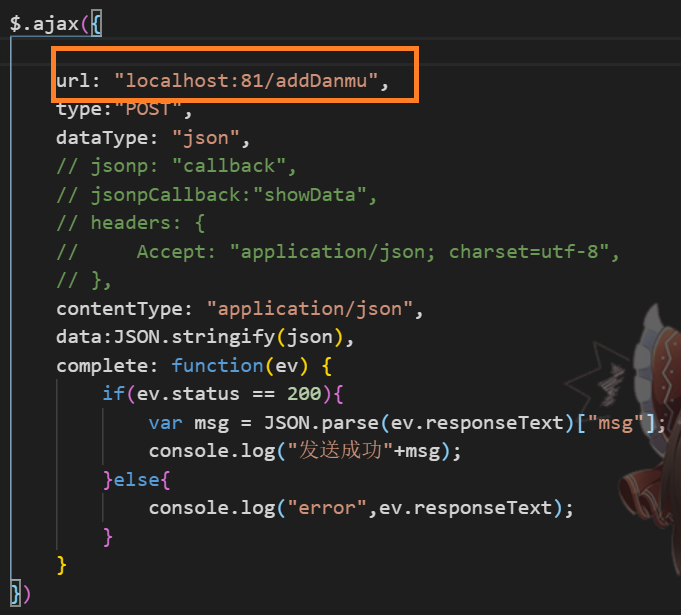 $.ajax({
url: "localhost:81/addDanmu",
type:"POST",
dataType: "json",
// jsonp: "callback",
// jsonpCallback:"showData",
// headers: {
//     Accept: "application/json; charset=utf-8",
// },
contentType: "application/json",
data:JSON.stringify(json),
complete: function(ev) {
if(ev.status == 200){
var msg = JSON.parse(ev.responseText)["msg"];
console.log("发送成功"+msg);
}else{
console.log("error",ev.responseText);
}
}
})